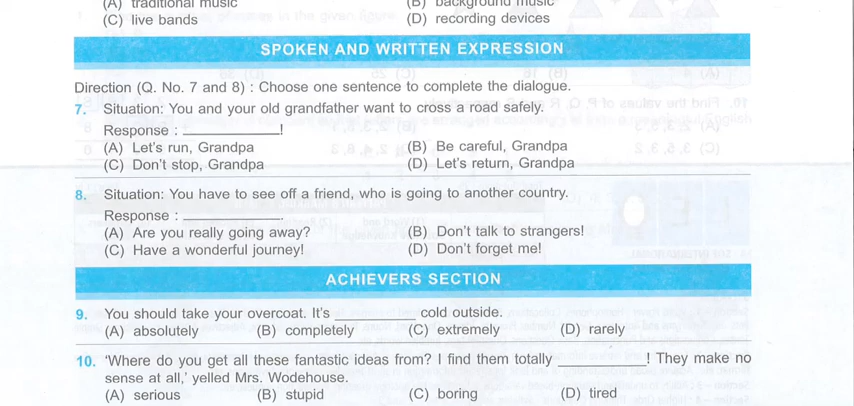 (A) traditional music (B) background music
(C) live bands (D) recording devices
SPOKEN AND WRITTEN EXPRESSION
Direction (Q. No. 7 and 8) : Choose one sentence to complete the dialogue.
7. Situation: You and your old grandfather want to cross a road safely.
Response : ______________!
(A) Let's run, Grandpa (B) Be careful, Grandpa
(C) Don't stop, Grandpa (D) Let's return, Grandpa
8. Situation: You have to see off a friend, who is going to another country.
Response : ______________.
(A) Are you really going away? (B) Don't talk to strangers!
(C) Have a wonderful journey! (D) Don't forget me!
ACHIEVERS SECTION
9. You should take your overcoat. It's ____________ cold outside.
(A) absolutely (B) completely (C) extremely (D) rarely
10. 'Where do you get all these fantastic ideas from? I find them totally ____________! They make no
sense at all,' yelled Mrs. Wodehouse.
(A) serious (B) stupid (C) boring (D) tired